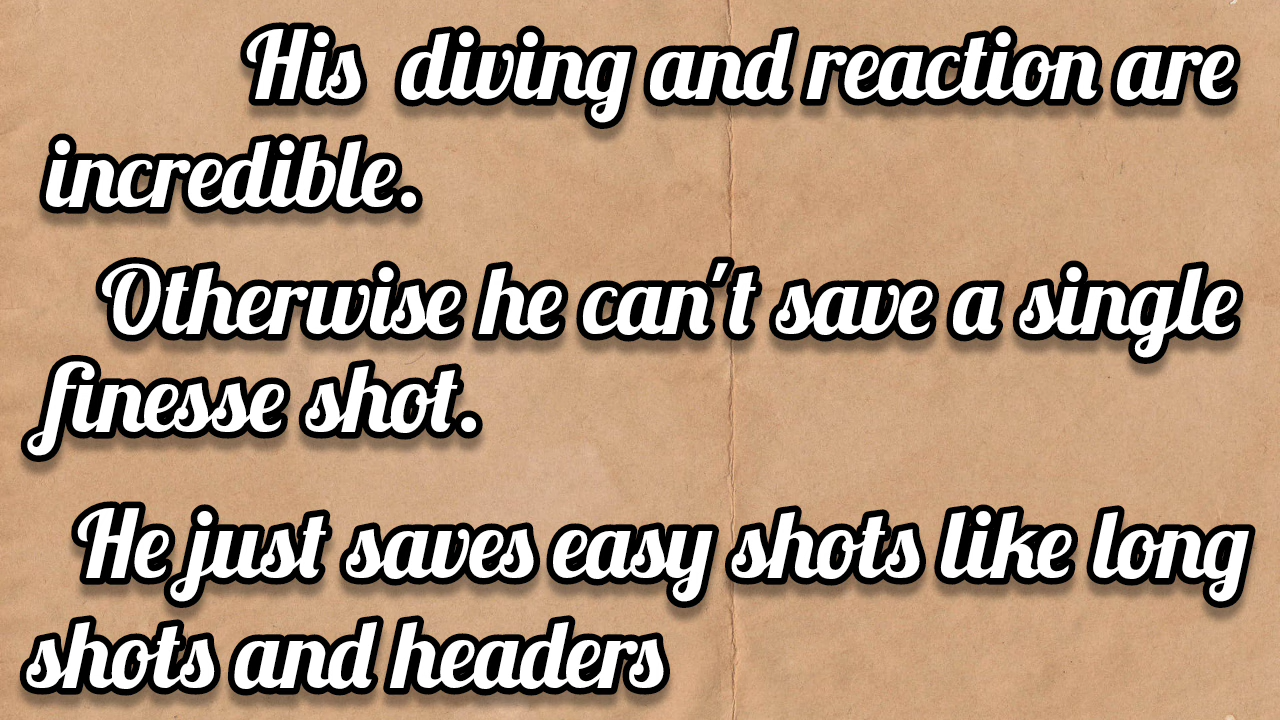 His diving and reaction are
incredible.
Otherwise he can't save a single
finesse shot.
He just saves easy shots like long
shots and headers